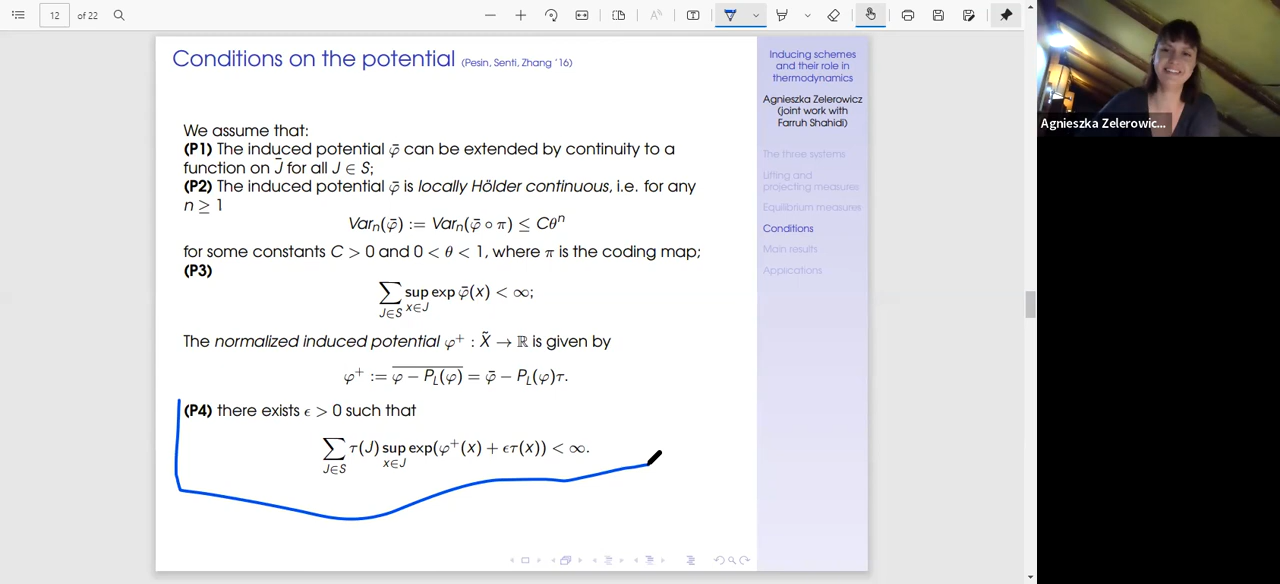 12 of 22
Conditions on the potential (Pesin, Senti, Zhang '16)
We assume that:
(P1) The induced potential φ̄ can be extended by continuity to a
function on J̄ for all J ∈ S;
(P2) The induced potential φ̄ is locally Hölder continuous, i.e. for any
n ≥ 1
Varₙ(φ̄) := Varₙ(φ̄ ∘ π) ≤ Cθⁿ
for some constants C > 0 and 0 < θ < 1, where π is the coding map;
(P3)
∑_{J∈S} sup_{x∈J} exp φ̄(x) < ∞;
The normalized induced potential φ⁺ : X̃ → ℝ is given by
φ⁺ := \overline{φ − P_L(φ)} = φ̄ − P_L(φ)τ.
(P4) there exists ϵ > 0 such that
∑_{J∈S} τ(J) sup_{x∈J} exp(φ⁺(x) + ϵτ(x)) < ∞.
Inducing schemes
and their role in
thermodynamics
Agnieszka Zelerowicz
(joint work with
Farruh Shahidi)
The three systems
Lifting and
projecting measures
Equilibrium measures
Conditions
Main results
Applications
Agnieszka Zelerowic...